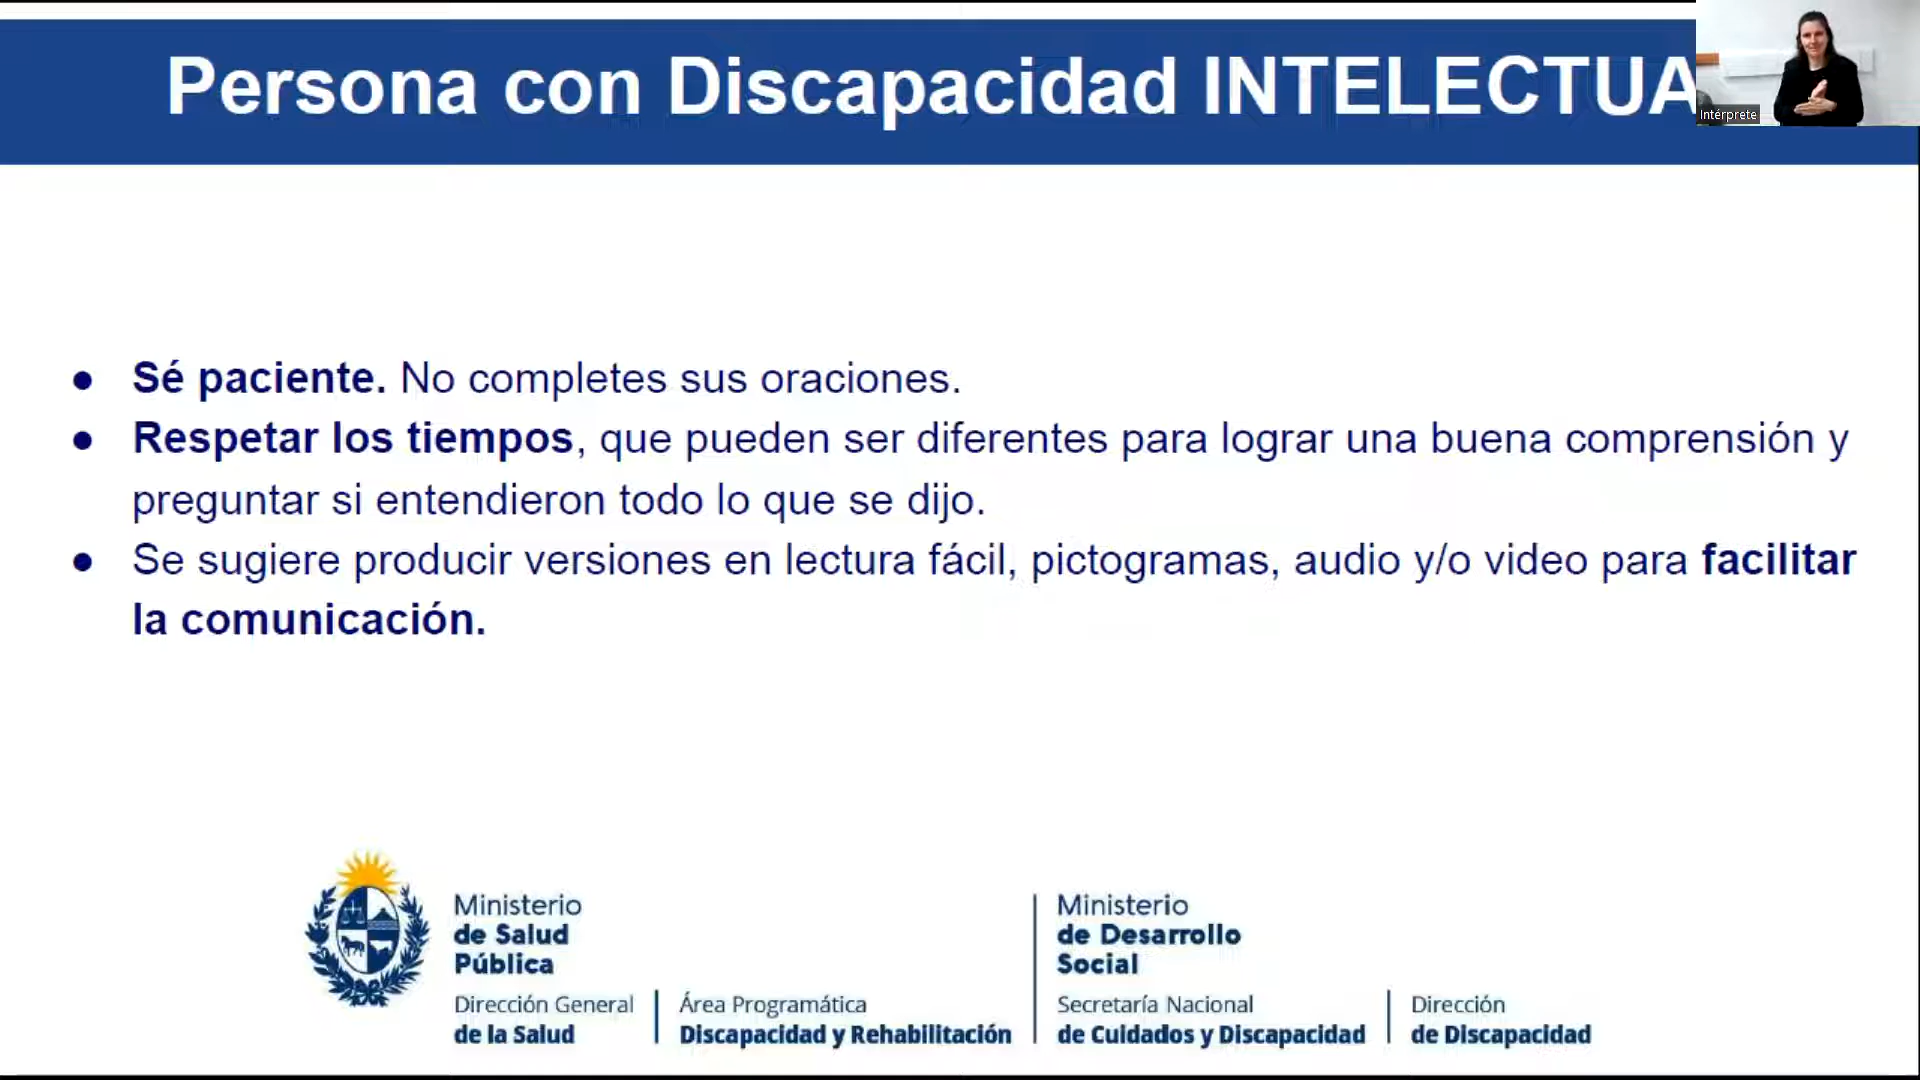 Persona con Discapacidad INTELECTUA
Intérprete
● Sé paciente. No completes sus oraciones.
● Respetar los tiempos, que pueden ser diferentes para lograr una buena comprensión y
preguntar si entendieron todo lo que se dijo.
● Se sugiere producir versiones en lectura fácil, pictogramas, audio y/o video para facilitar
la comunicación.
Ministerio
de Salud
Pública
Dirección General
de la Salud
Área Programática
Discapacidad y Rehabilitación
Ministerio
de Desarrollo
Social
Secretaría Nacional
de Cuidados y Discapacidad
Dirección
de Discapacidad